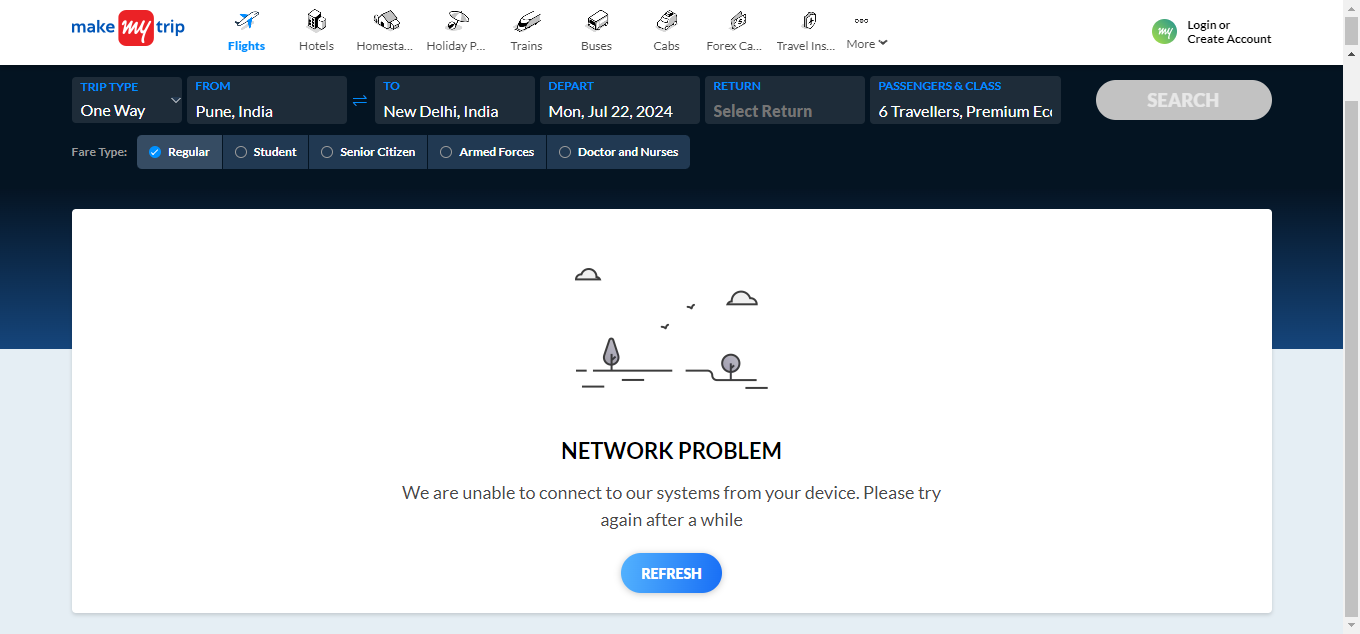 make my trip
Flights
Hotels
Homesta...
Holiday P...
Trains
Buses
Cabs
Forex Ca...
Travel Ins...
More
my
Login or
Create Account
TRIP TYPE
One Way
FROM
Pune, India
TO
New Delhi, India
DEPART
Mon, Jul 22, 2024
RETURN
Select Return
PASSENGERS & CLASS
6 Travellers, Premium Ec
SEARCH
Fare Type:
Regular
Student
Senior Citizen
Armed Forces
Doctor and Nurses
NETWORK PROBLEM
We are unable to connect to our systems from your device. Please try
again after a while
REFRESH